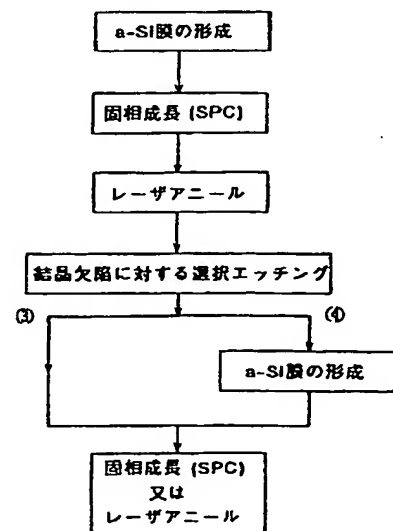 a-Si膜の形成
固相成長 (SPC)
レーザアニール
結晶欠陥に対する選択エッチング
③
④
a-Si膜の形成
固相成長 (SPC)
又は
レーザアニール